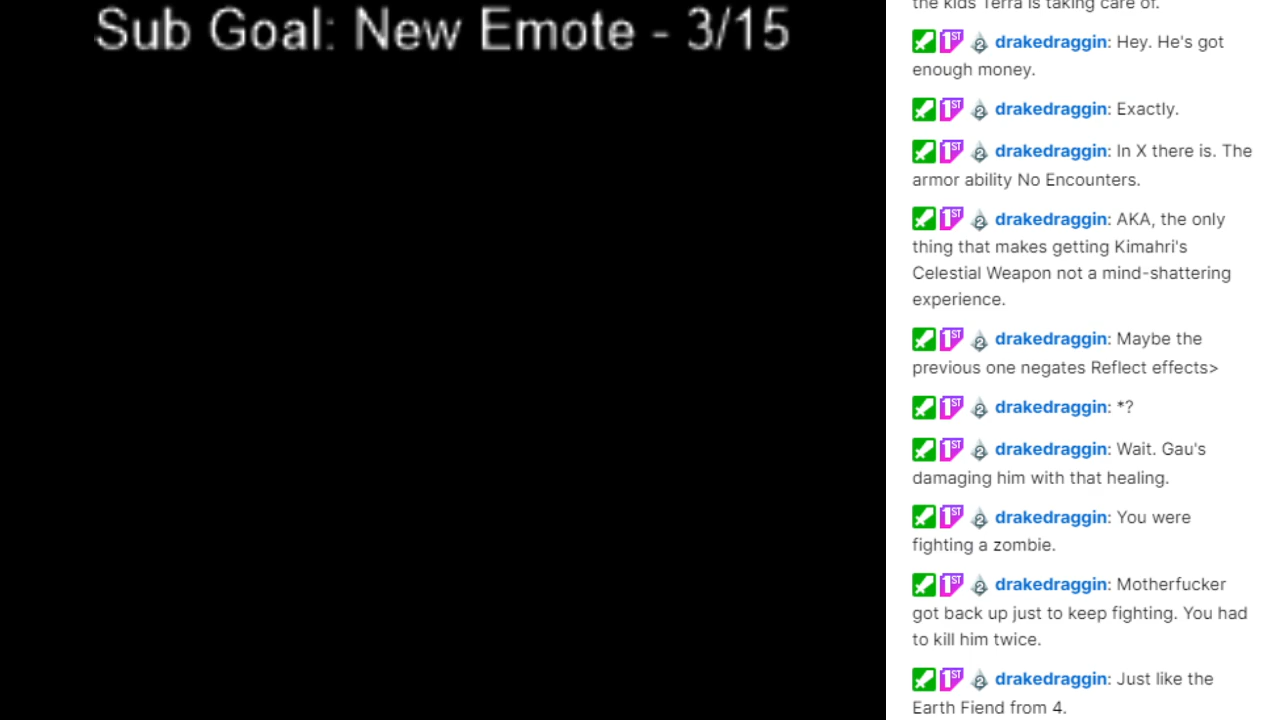 Sub Goal: New Emote - 3/15
the kids Terra is taking care of.
drakedraggin: Hey. He's got
enough money.
drakedraggin: Exactly.
drakedraggin: In X there is. The
armor ability No Encounters.
drakedraggin: AKA, the only
thing that makes getting Kimahri's
Celestial Weapon not a mind-shattering
experience.
drakedraggin: Maybe the
previous one negates Reflect effects>
drakedraggin: *?
drakedraggin: Wait. Gau's
damaging him with that healing.
drakedraggin: You were
fighting a zombie.
drakedraggin: Motherfucker
got back up just to keep fighting. You had
to kill him twice.
drakedraggin: Just like the
Earth Fiend from 4.